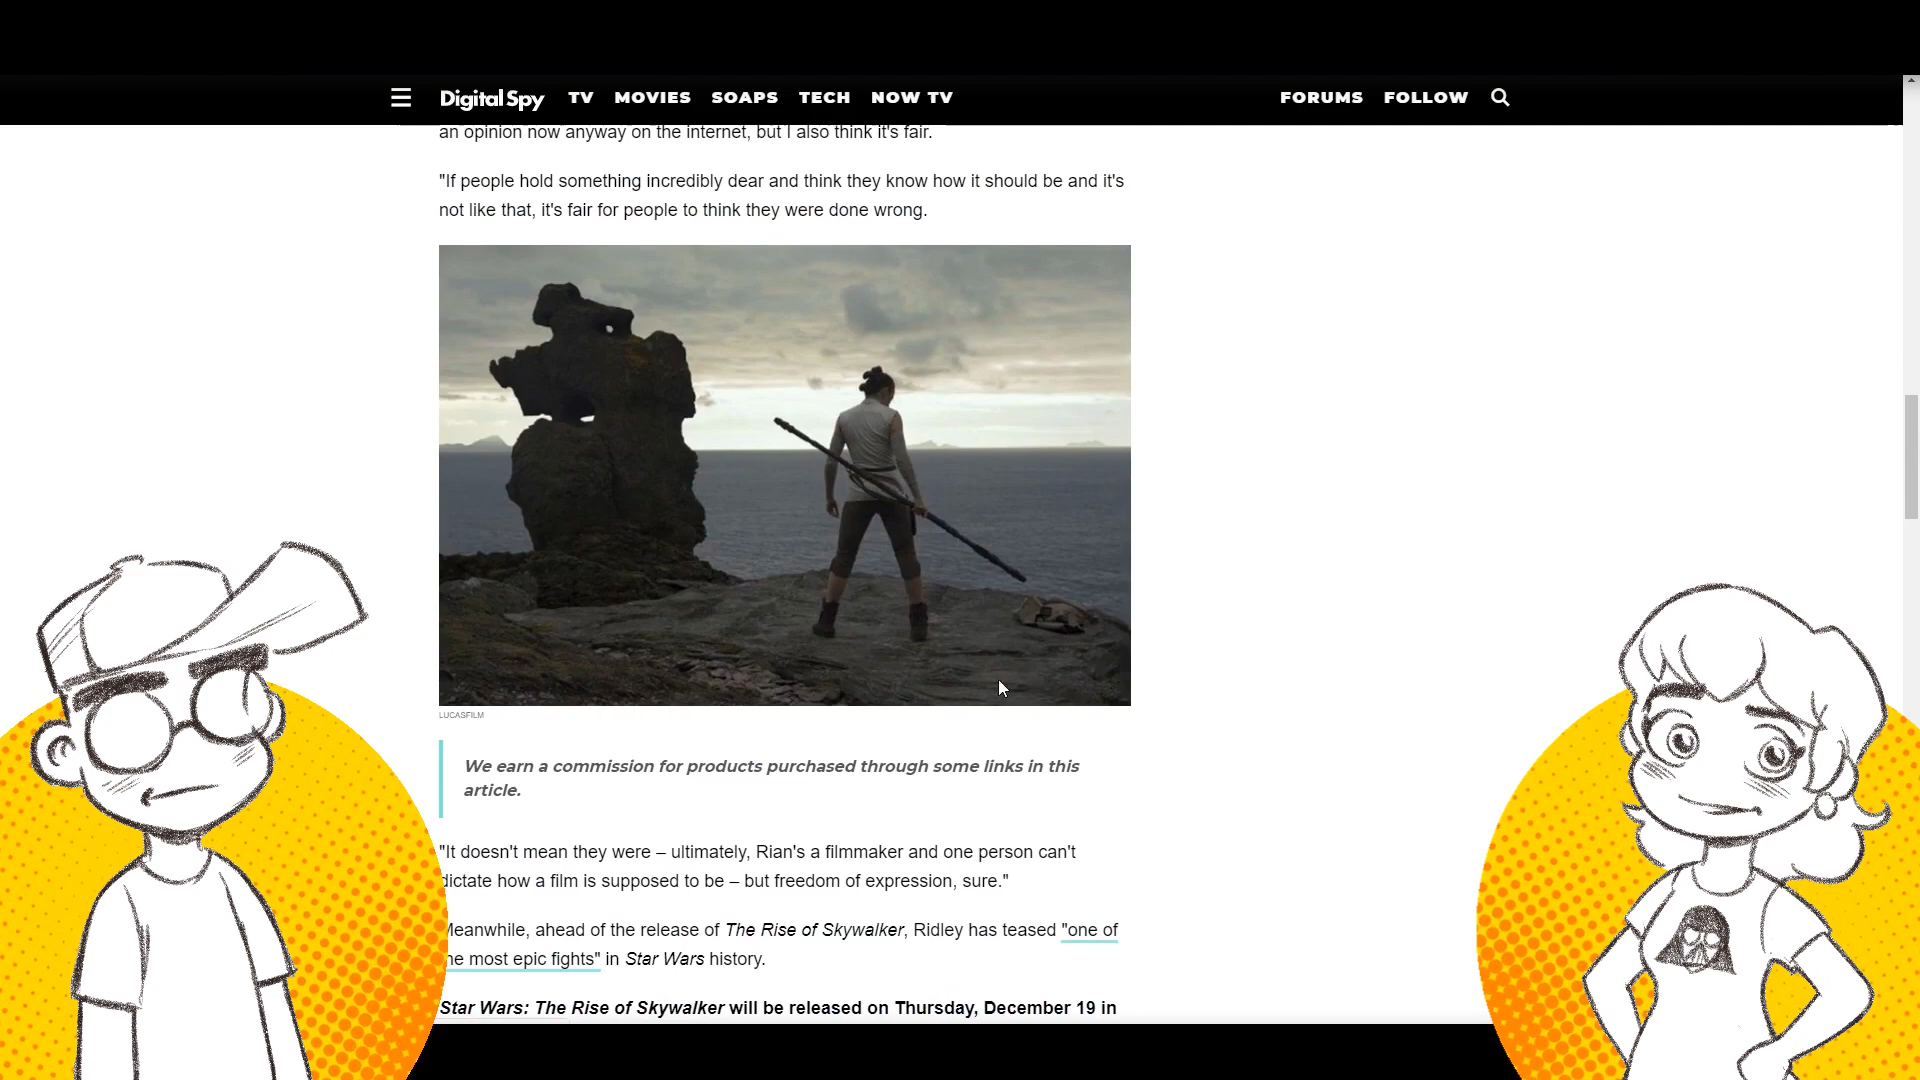 DigitalSpy TV MOVIES SOAPS TECH NOW TV FORUMS FOLLOW
an opinion now anyway on the internet, but I also think it's fair.
"If people hold something incredibly dear and think they know how it should be and it's
not like that, it's fair for people to think they were done wrong.
LUCASFILM
We earn a commission for products purchased through some links in this
article.
"It doesn't mean they were – ultimately, Rian's a filmmaker and one person can't
dictate how a film is supposed to be – but freedom of expression, sure."
Meanwhile, ahead of the release of The Rise of Skywalker, Ridley has teased "one of
he most epic fights" in Star Wars history.
Star Wars: The Rise of Skywalker will be released on Thursday, December 19 in